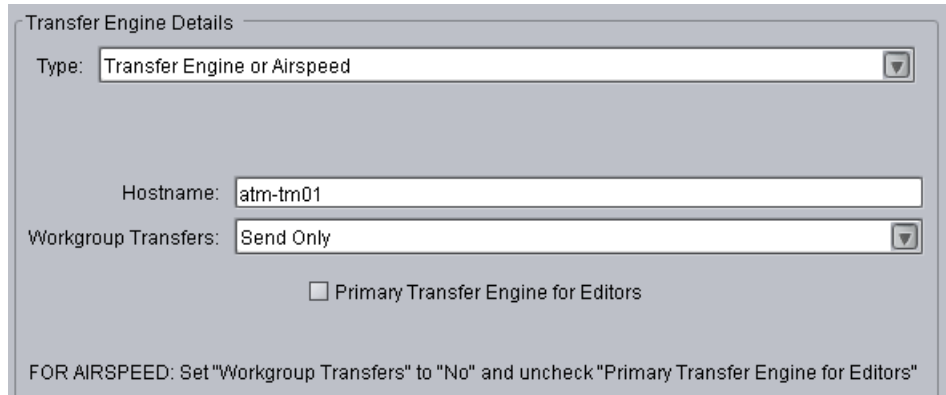 Transfer Engine Details
Type: Transfer Engine or Airspeed
Hostname: atm-tm01
Workgroup Transfers: Send Only
Primary Transfer Engine for Editors
FOR AIRSPEED: Set "Workgroup Transfers" to "No" and uncheck "Primary Transfer Engine for Editors"